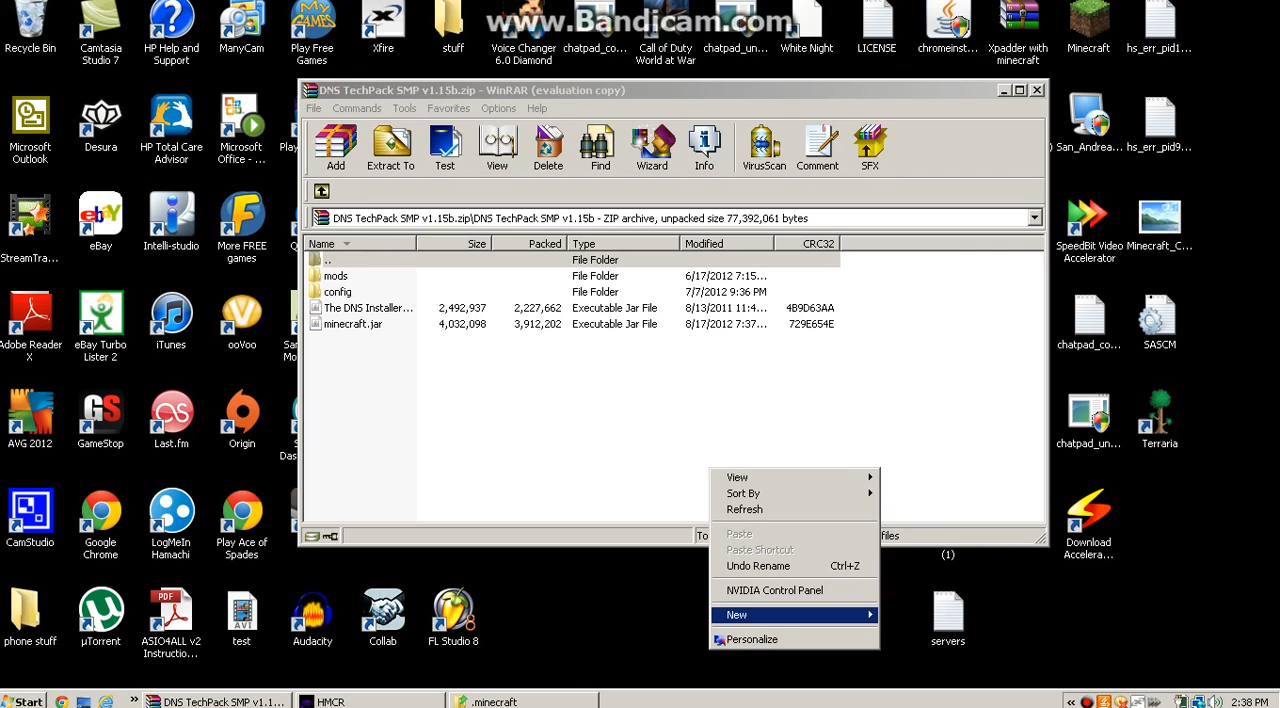 www.Bandicam.com
Recycle Bin
Camtasia
Studio 7
HP Help and
Support
ManyCam
Play Free
Games
Xfire
stuff
Voice Changer
6.0 Diamond
chatpad_co...
Call of Duty
World at War
chatpad_un...
White Night
LICENSE
chromeinst...
Xpadder with
minecraft
Minecraft
hs_err_pid1...
DNS TechPack SMP v1.15b.zip - WinRAR (evaluation copy)
File Commands Tools Favorites Options Help
Add Extract To Test View Delete Find Wizard Info VirusScan Comment SFX
DNS TechPack SMP v1.15b.zip\DNS TechPack SMP v1.15b - ZIP archive, unpacked size 77,392,061 bytes
Name Size Packed Type Modified CRC32
.. File Folder
mods File Folder 6/17/2012 7:15...
config File Folder 7/7/2012 9:36 PM
The DNS Installer... 2,492,937 2,227,662 Executable Jar File 8/13/2011 11:4... 4B9D63AA
minecraft.jar 4,032,098 3,912,202 Executable Jar File 8/17/2012 7:37... 729E654E
Microsoft
Outlook
Desura
HP Total Care
Advisor
Microsoft
Office - ...
San_Andrea...
hs_err_pid9...
StreamTra...
eBay
Intelli-studio
More FREE
games
SpeedBit Video
Accelerator
Minecraft_C...
Adobe Reader
X
eBay Turbo
Lister 2
iTunes
ooVoo
chatpad_co...
SASCM
AVG 2012
GameStop
Last.fm
Origin
chatpad_un...
Terraria
CamStudio
Google
Chrome
LogMeIn
Hamachi
Play Ace of
Spades
(1)
Download
Accelera...
View
Sort By
Refresh
Paste
Paste Shortcut
Undo Rename Ctrl+Z
NVIDIA Control Panel
New
Personalize
phone stuff
µTorrent
ASIO4ALL v2
Instructio...
test
Audacity
Collab
FL Studio 8
servers
Start
DNS TechPack SMP v1.1...
HMCR
.minecraft
2:38 PM